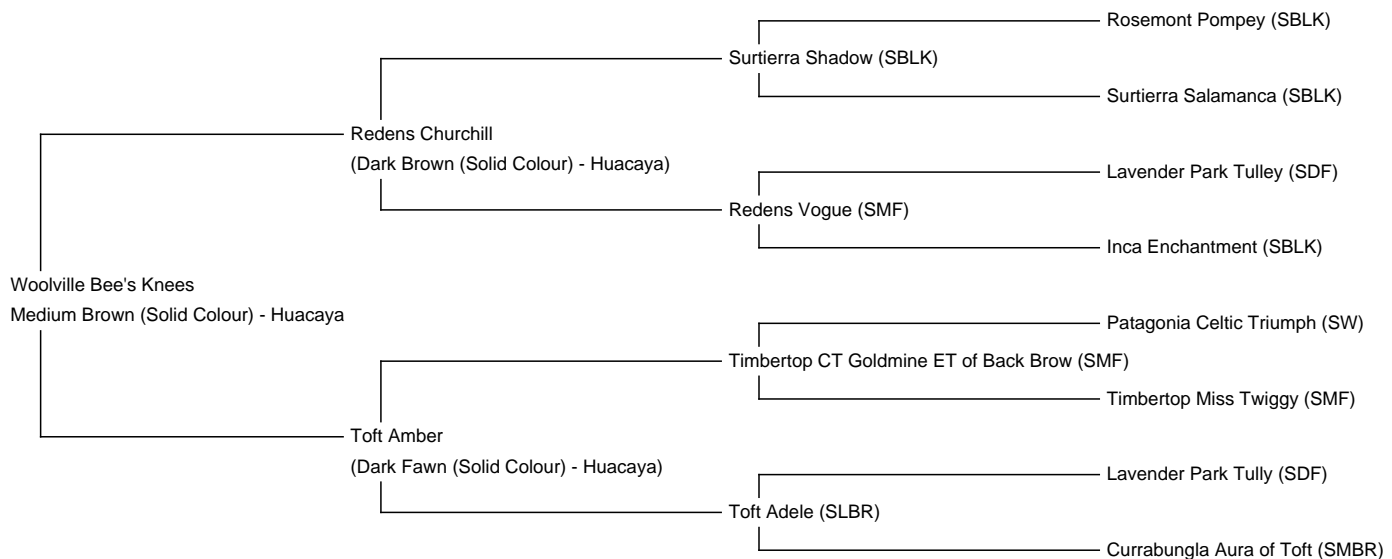 Rosemont Pompey (SBLK)
Surtierra Shadow (SBLK)
Surtierra Salamanca (SBLK)
Redens Churchill
(Dark Brown (Solid Colour) - Huacaya)
Lavender Park Tulley (SDF)
Redens Vogue (SMF)
Inca Enchantment (SBLK)
Woolville Bee's Knees
Medium Brown (Solid Colour) - Huacaya
Patagonia Celtic Triumph (SW)
Timbertop CT Goldmine ET of Back Brow (SMF)
Timbertop Miss Twiggy (SMF)
Toft Amber
(Dark Fawn (Solid Colour) - Huacaya)
Lavender Park Tully (SDF)
Toft Adele (SLBR)
Currabungla Aura of Toft (SMBR)